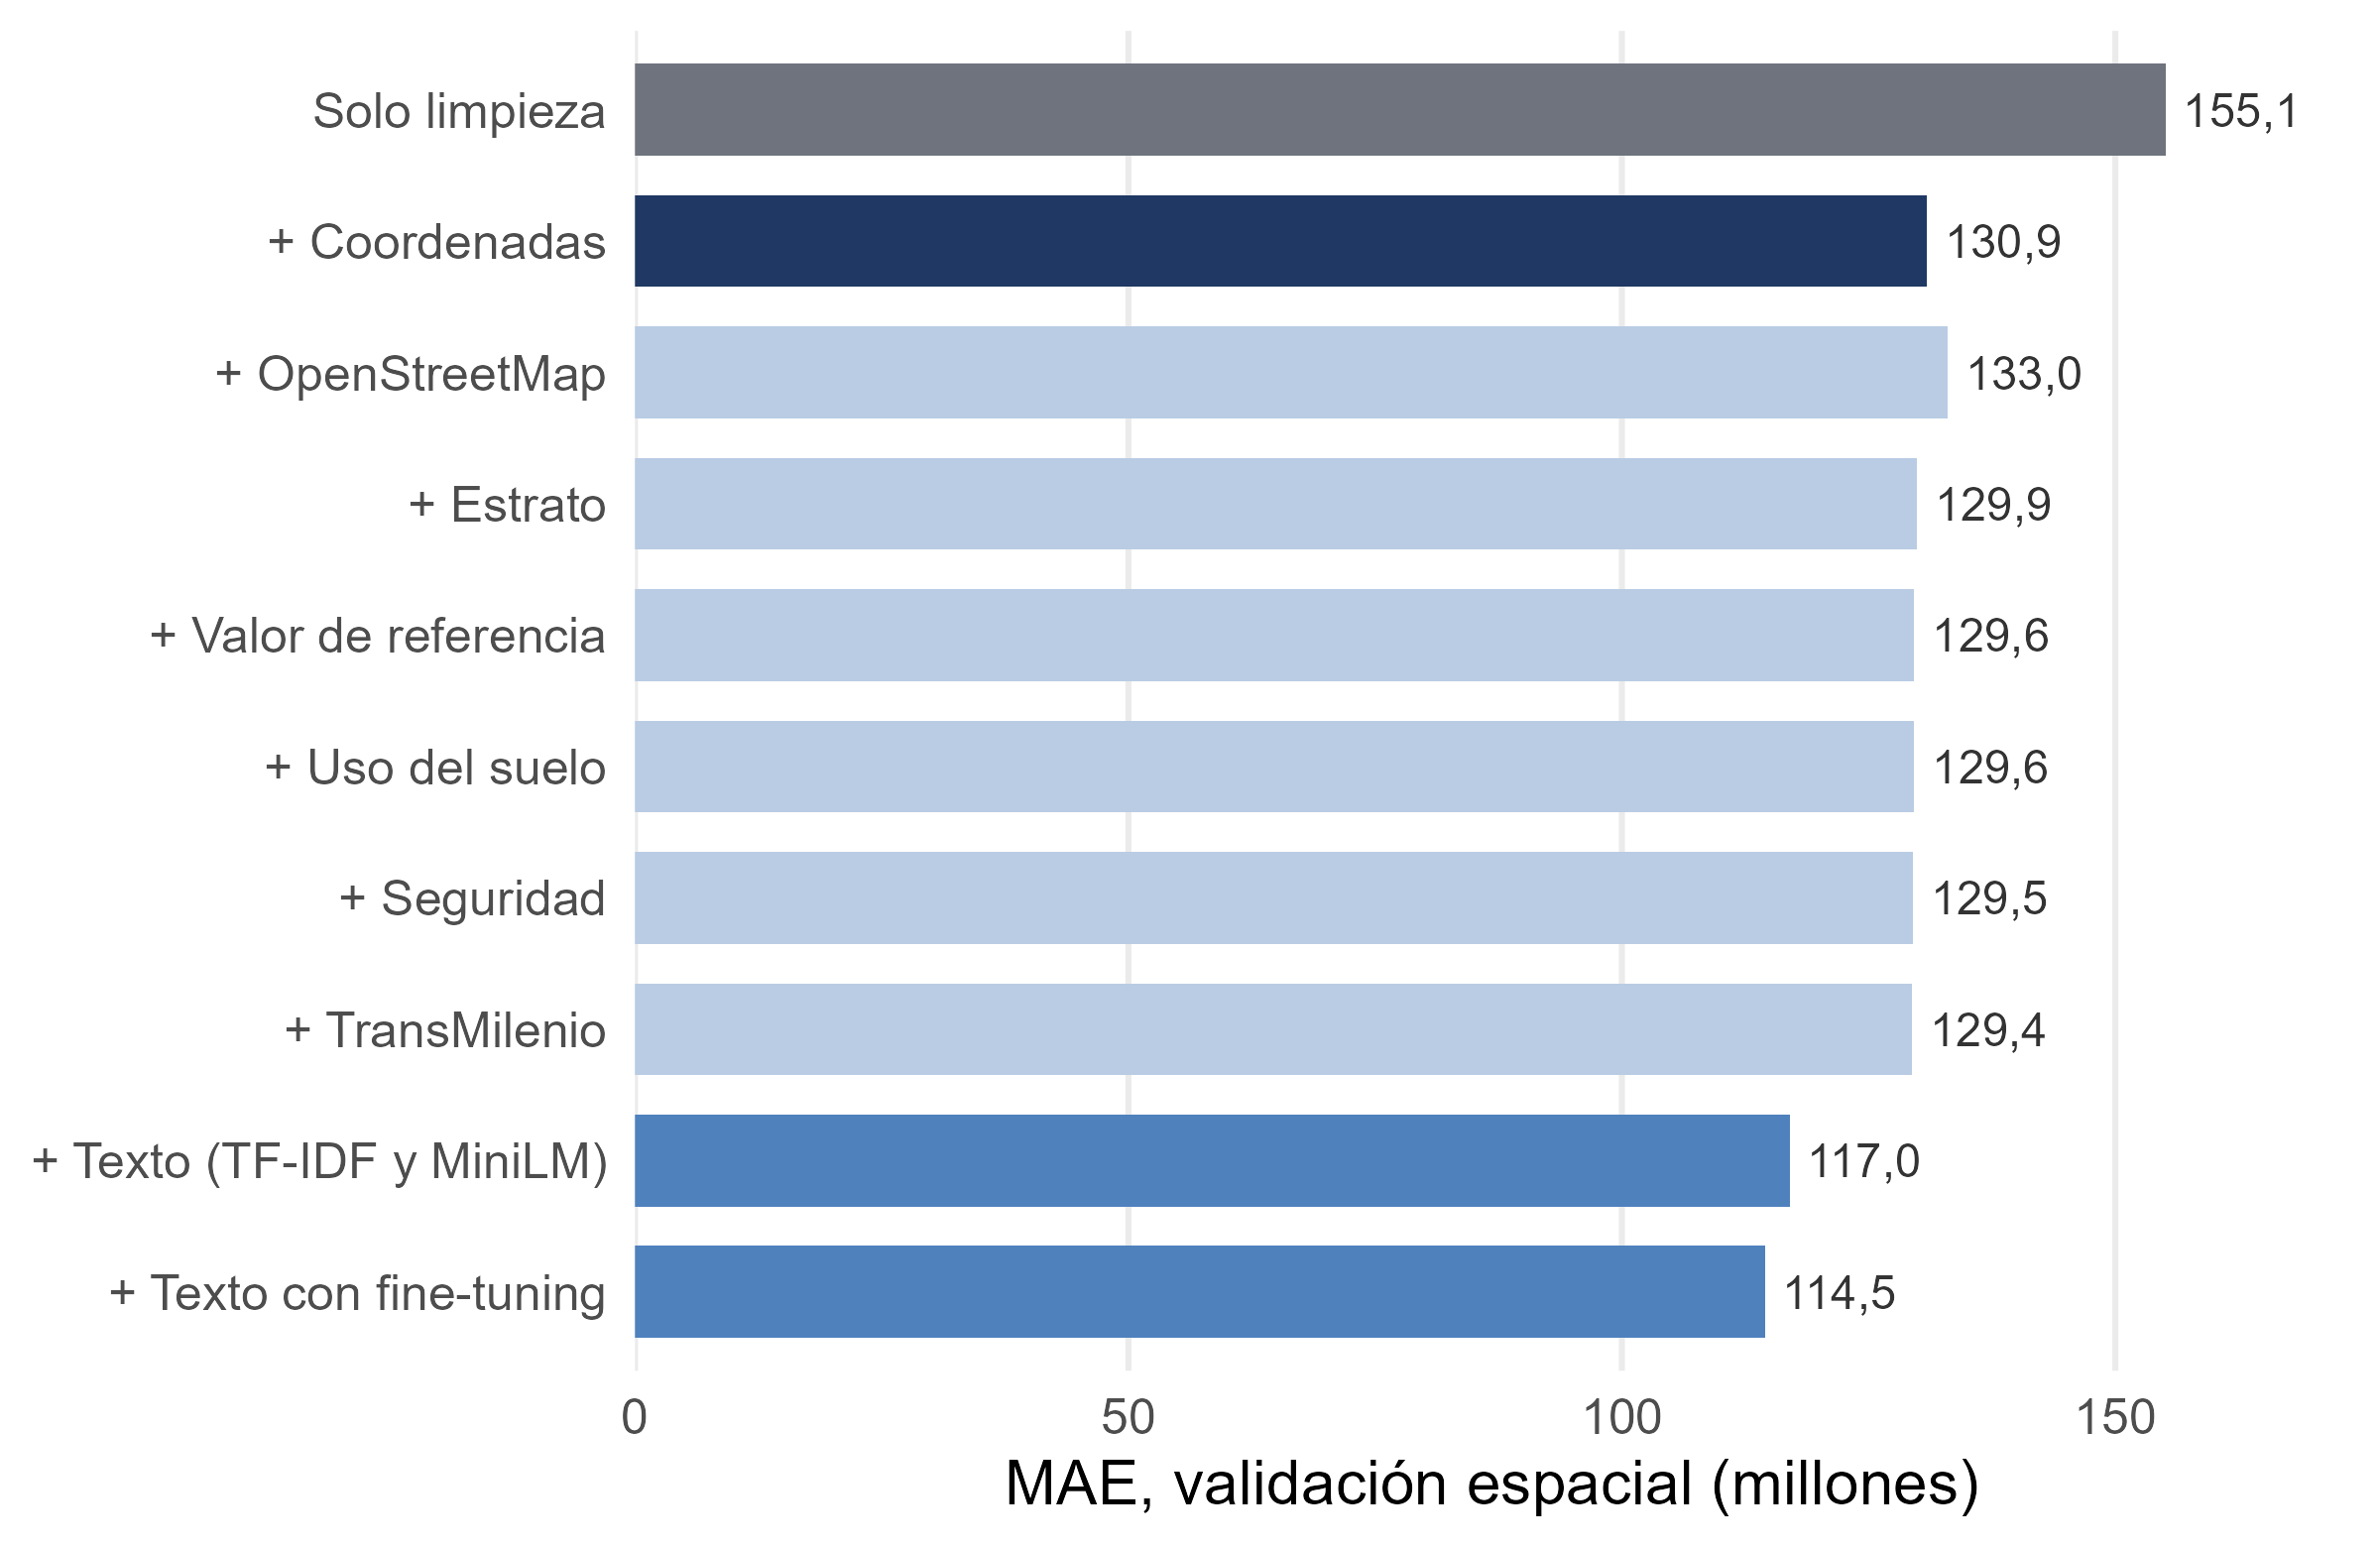 Solo limpieza 155,1
+ Coordenadas 130,9
+ OpenStreetMap 133,0
+ Estrato 129,9
+ Valor de referencia 129,6
+ Uso del suelo 129,6
+ Seguridad 129,5
+ TransMilenio 129,4
+ Texto (TF-IDF y MiniLM) 117,0
+ Texto con fine-tuning 114,5
0 50 100 150
MAE, validación espacial (millones)